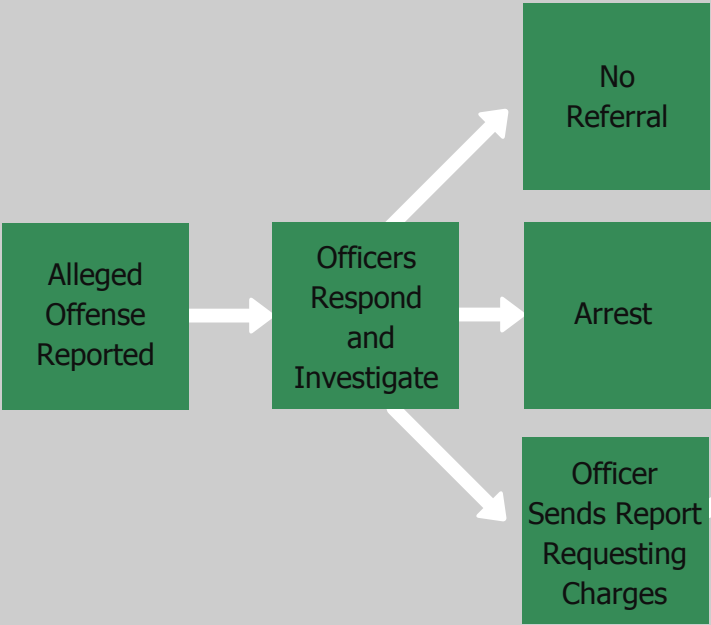 Alleged
Offense
Reported
Officers
Respond
and
Investigate
No
Referral
Arrest
Officer
Sends Report
Requesting
Charges